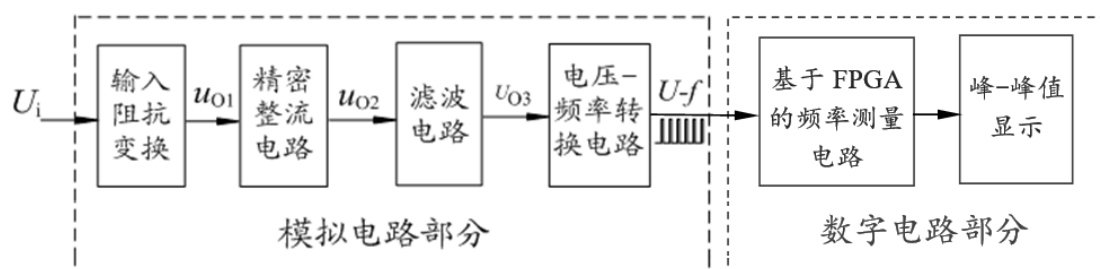 U_i
输入
阻抗
变换
u_O1
精密
整流
电路
u_O2
滤波
电路
U_O3
电压-
频率转
换电路
U-f
基于 FPGA
的频率测量
电路
峰-峰值
显示
模拟电路部分
数字电路部分